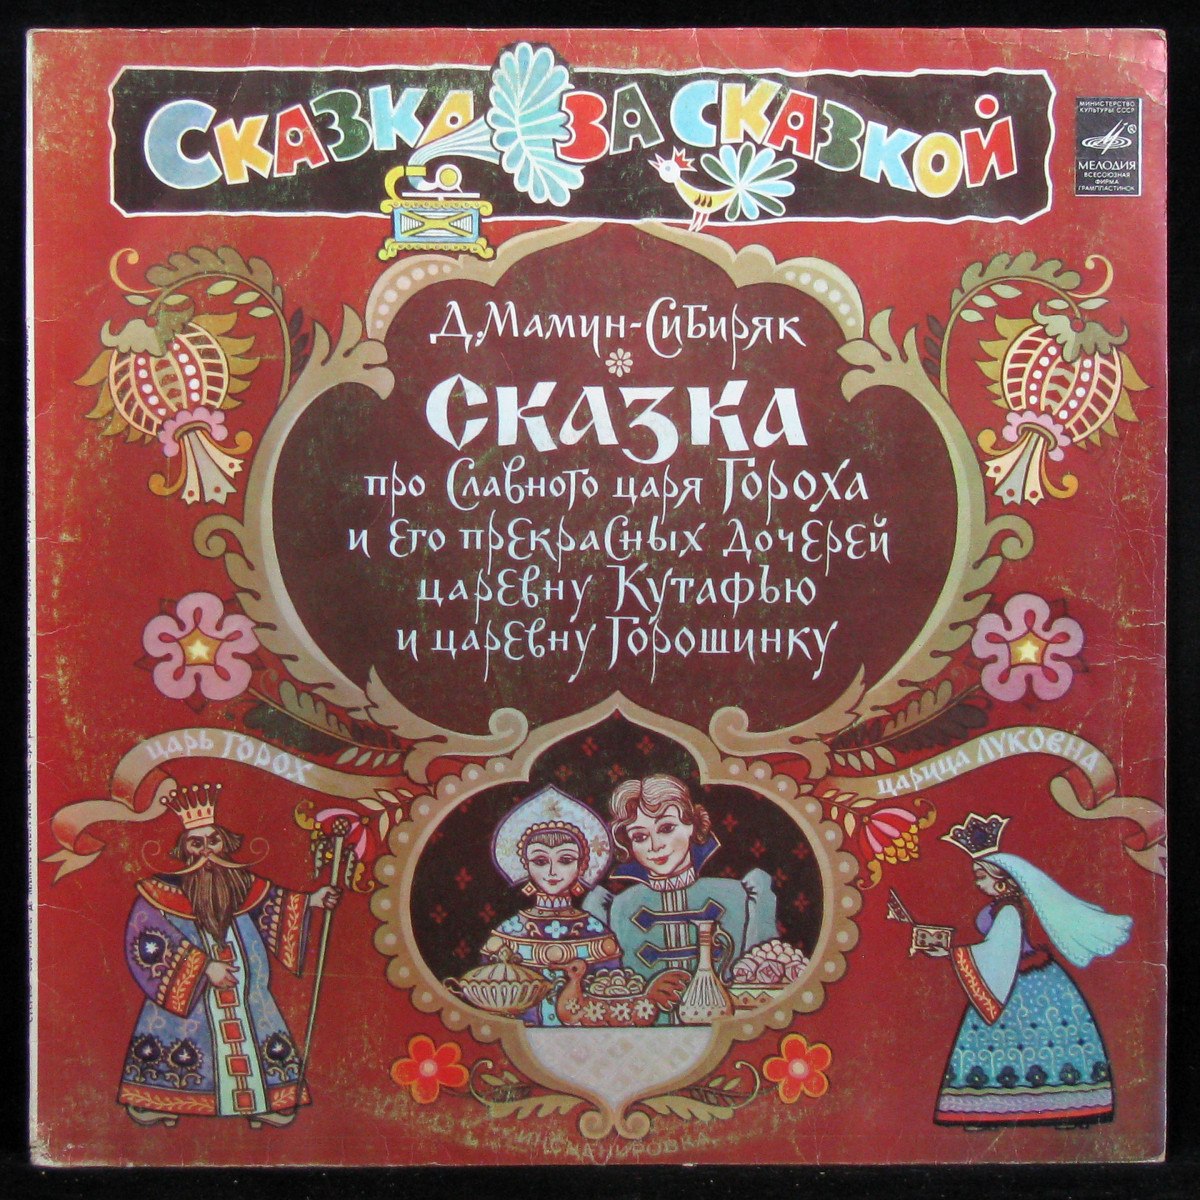 Сказка за сказкой
МИНИСТЕРСТВО
КУЛЬТУРЫ СССР
®
МЕЛОДИЯ
ВСЕСОЮЗНАЯ
ФИРМА
ГРАМПЛАСТИНОК
Д. Мамин-Сибиряк
Сказка
про Славного царя Гороха
и его прекрасных дочерей
царевну Кутафью
и царевну Горошинку
царь Горох
царица Луковна